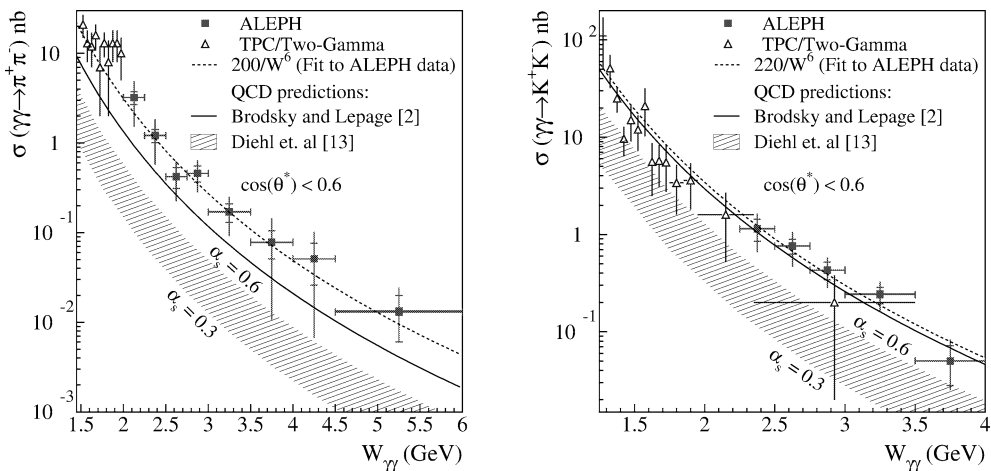 σ (γγ→π⁺π⁻) nb
10
1
10⁻¹
10⁻²
10⁻³
ALEPH
TPC/Two-Gamma
200/W⁶ (Fit to ALEPH data)
QCD predictions:
Brodsky and Lepage [2]
Diehl et. al [13]
cos(θ*) < 0.6
αₛ = 0.6
αₛ = 0.3
1.5 2 2.5 3 3.5 4 4.5 5 5.5 6
W_γγ (GeV)
σ (γγ→K⁺K⁻) nb
10²
10
1
10⁻¹
ALEPH
TPC/Two-Gamma
220/W⁶ (Fit to ALEPH data)
QCD predictions:
Brodsky and Lepage [2]
Diehl et. al [13]
cos(θ*) < 0.6
αₛ = 0.6
αₛ = 0.3
1.5 2 2.5 3 3.5 4
W_γγ (GeV)